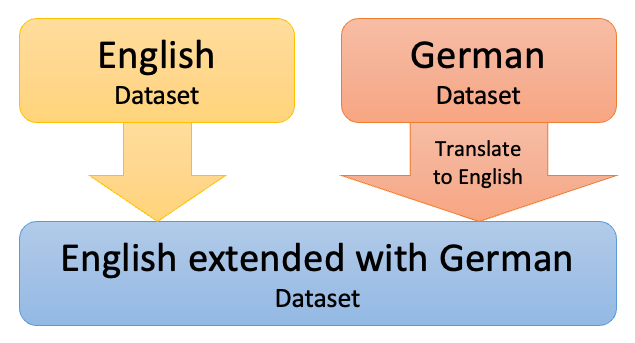 English
Dataset
German
Dataset
Translate
to English
English extended with German
Dataset